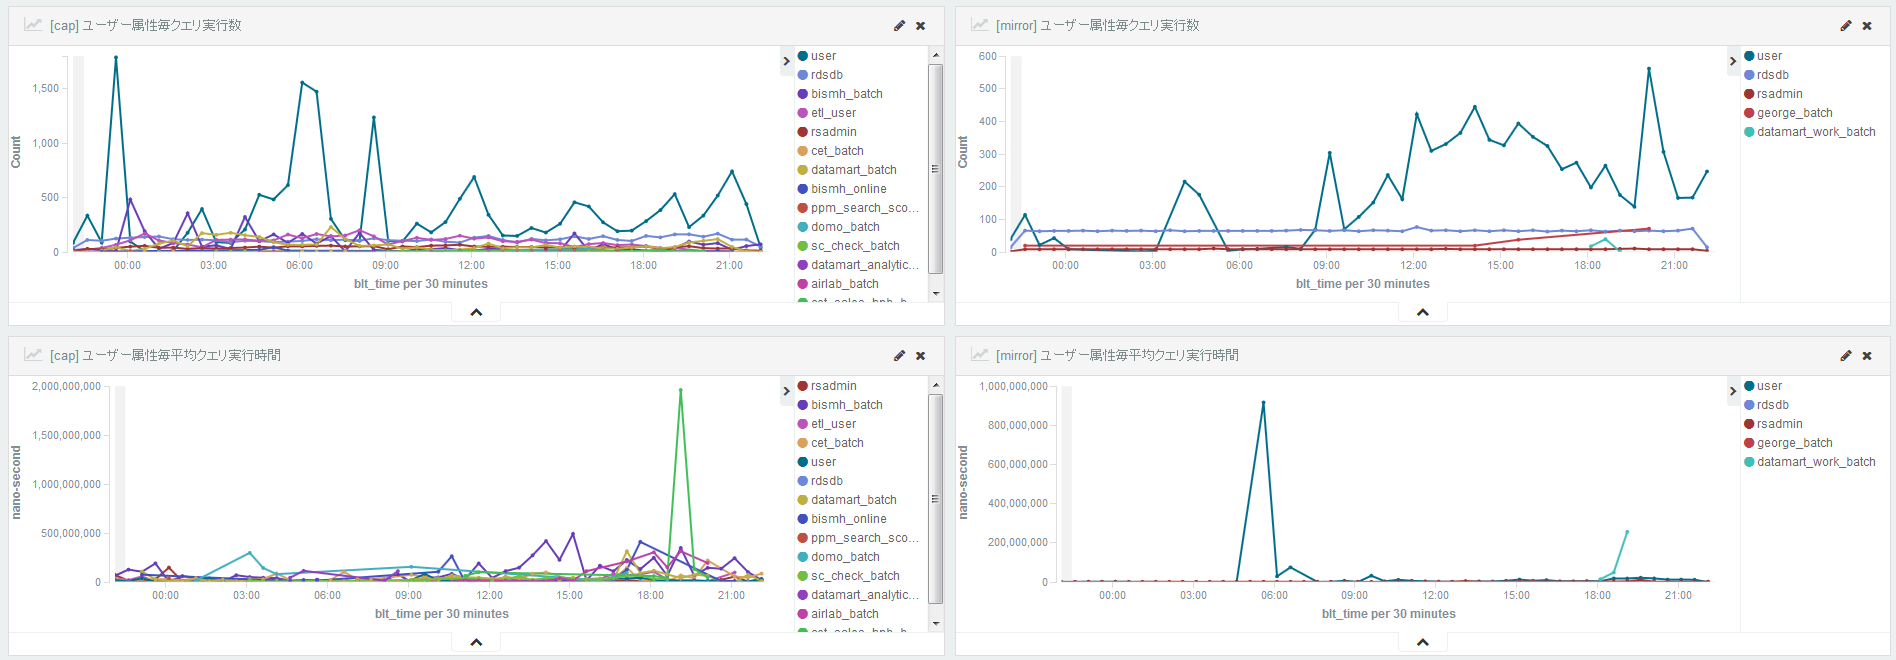 [cap] ユーザー属性毎クエリ実行数
Count
1,500
1,000
500
0
00:00 03:00 06:00 09:00 12:00 15:00 18:00 21:00
blt_time per 30 minutes
user
rdsdb
bismh_batch
etl_user
rsadmin
cet_batch
datamart_batch
bismh_online
ppm_search_sco...
domo_batch
sc_check_batch
datamart_analytic...
airlab_batch
[mirror] ユーザー属性毎クエリ実行数
Count
600
500
400
300
200
100
0
00:00 03:00 06:00 09:00 12:00 15:00 18:00 21:00
blt_time per 30 minutes
user
rdsdb
rsadmin
george_batch
datamart_work_batch
[cap] ユーザー属性毎平均クエリ実行時間
nano-second
2,000,000,000
1,500,000,000
1,000,000,000
500,000,000
0
00:00 03:00 06:00 09:00 12:00 15:00 18:00 21:00
blt_time per 30 minutes
rsadmin
bismh_batch
etl_user
cet_batch
user
rdsdb
datamart_batch
bismh_online
ppm_search_sco...
domo_batch
sc_check_batch
datamart_analytic...
airlab_batch
[mirror] ユーザー属性毎平均クエリ実行時間
nano-second
1,000,000,000
800,000,000
600,000,000
400,000,000
200,000,000
0
00:00 03:00 06:00 09:00 12:00 15:00 18:00 21:00
blt_time per 30 minutes
user
rdsdb
rsadmin
george_batch
datamart_work_batch